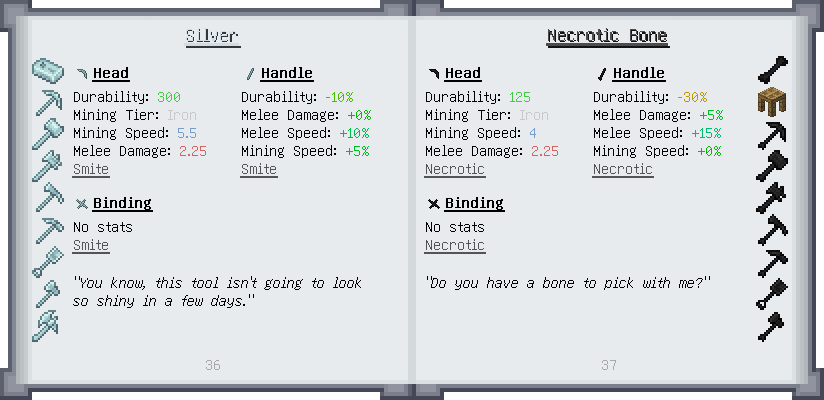 Silver
Head
Durability: 300
Mining Tier: Iron
Mining Speed: 5.5
Melee Damage: 2.25
Smite
Handle
Durability: -10%
Melee Damage: +0%
Melee Speed: +10%
Mining Speed: +5%
Smite
Binding
No stats
Smite
"You know, this tool isn't going to look
so shiny in a few days."
36
Necrotic Bone
Head
Durability: 125
Mining Tier: Iron
Mining Speed: 4
Melee Damage: 2.25
Necrotic
Handle
Durability: -30%
Melee Damage: +5%
Melee Speed: +15%
Mining Speed: +0%
Necrotic
Binding
No stats
Necrotic
"Do you have a bone to pick with me?"
37